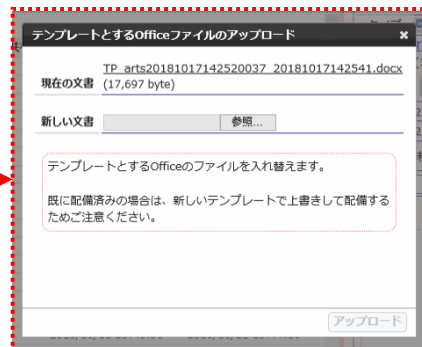 テンプレートとするOfficeファイルのアップロード ×
現在の文書 TP_arts20181017142520037_20181017142541.docx
(17,697 byte)
新しい文書 参照...
テンプレートとするOfficeのファイルを入れ替えます。
既に配備済みの場合は、新しいテンプレートで上書きして配備する
ためご注意ください。
アップロード